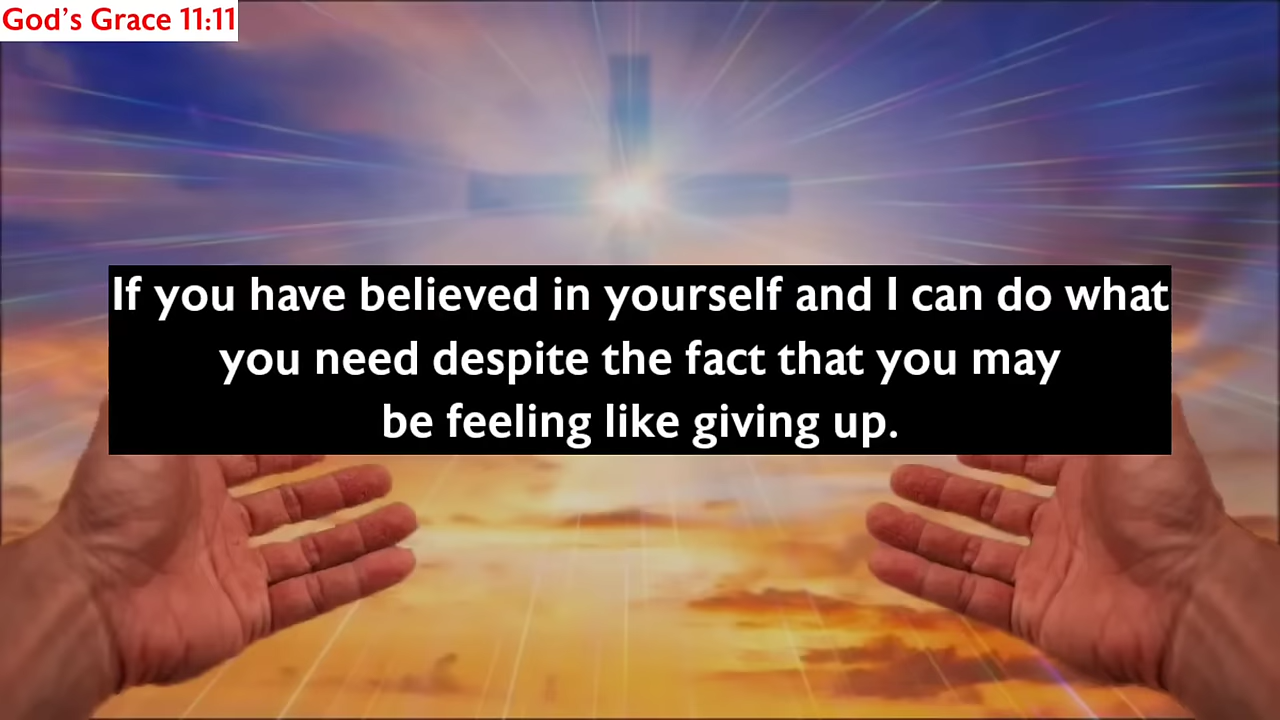 God's Grace 11:11
If you have believed in yourself and I can do what
you need despite the fact that you may
be feeling like giving up.